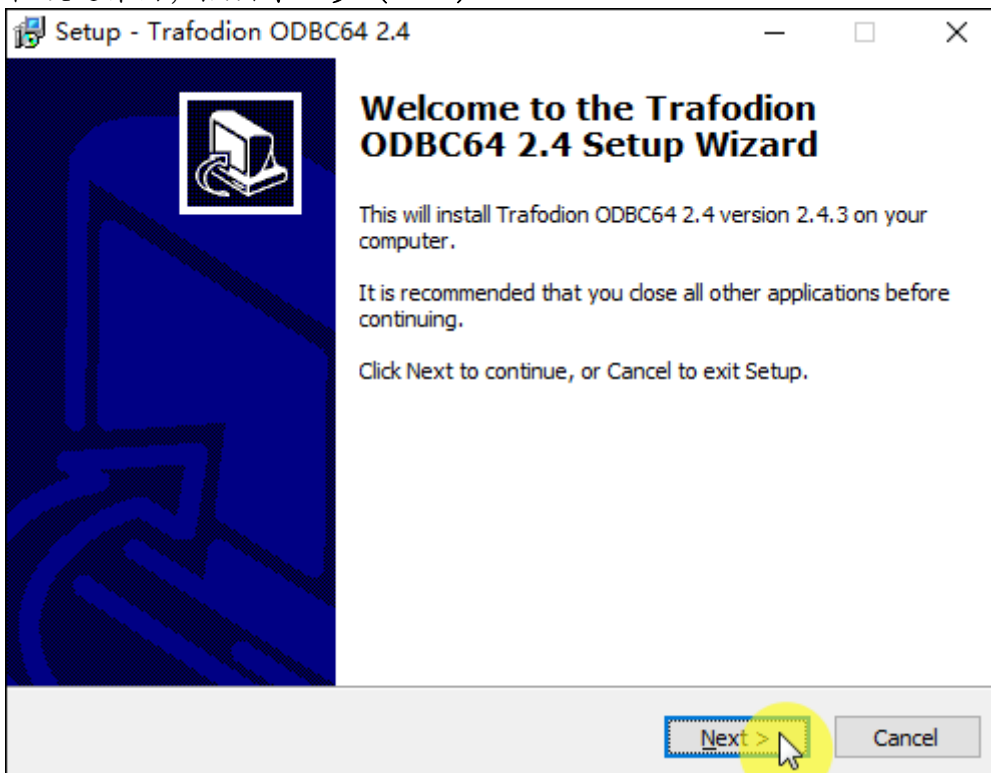 Setup - Trafodion ODBC64 2.4
Welcome to the Trafodion
ODBC64 2.4 Setup Wizard
This will install Trafodion ODBC64 2.4 version 2.4.3 on your
computer.
It is recommended that you close all other applications before
continuing.
Click Next to continue, or Cancel to exit Setup.
Next >
Cancel